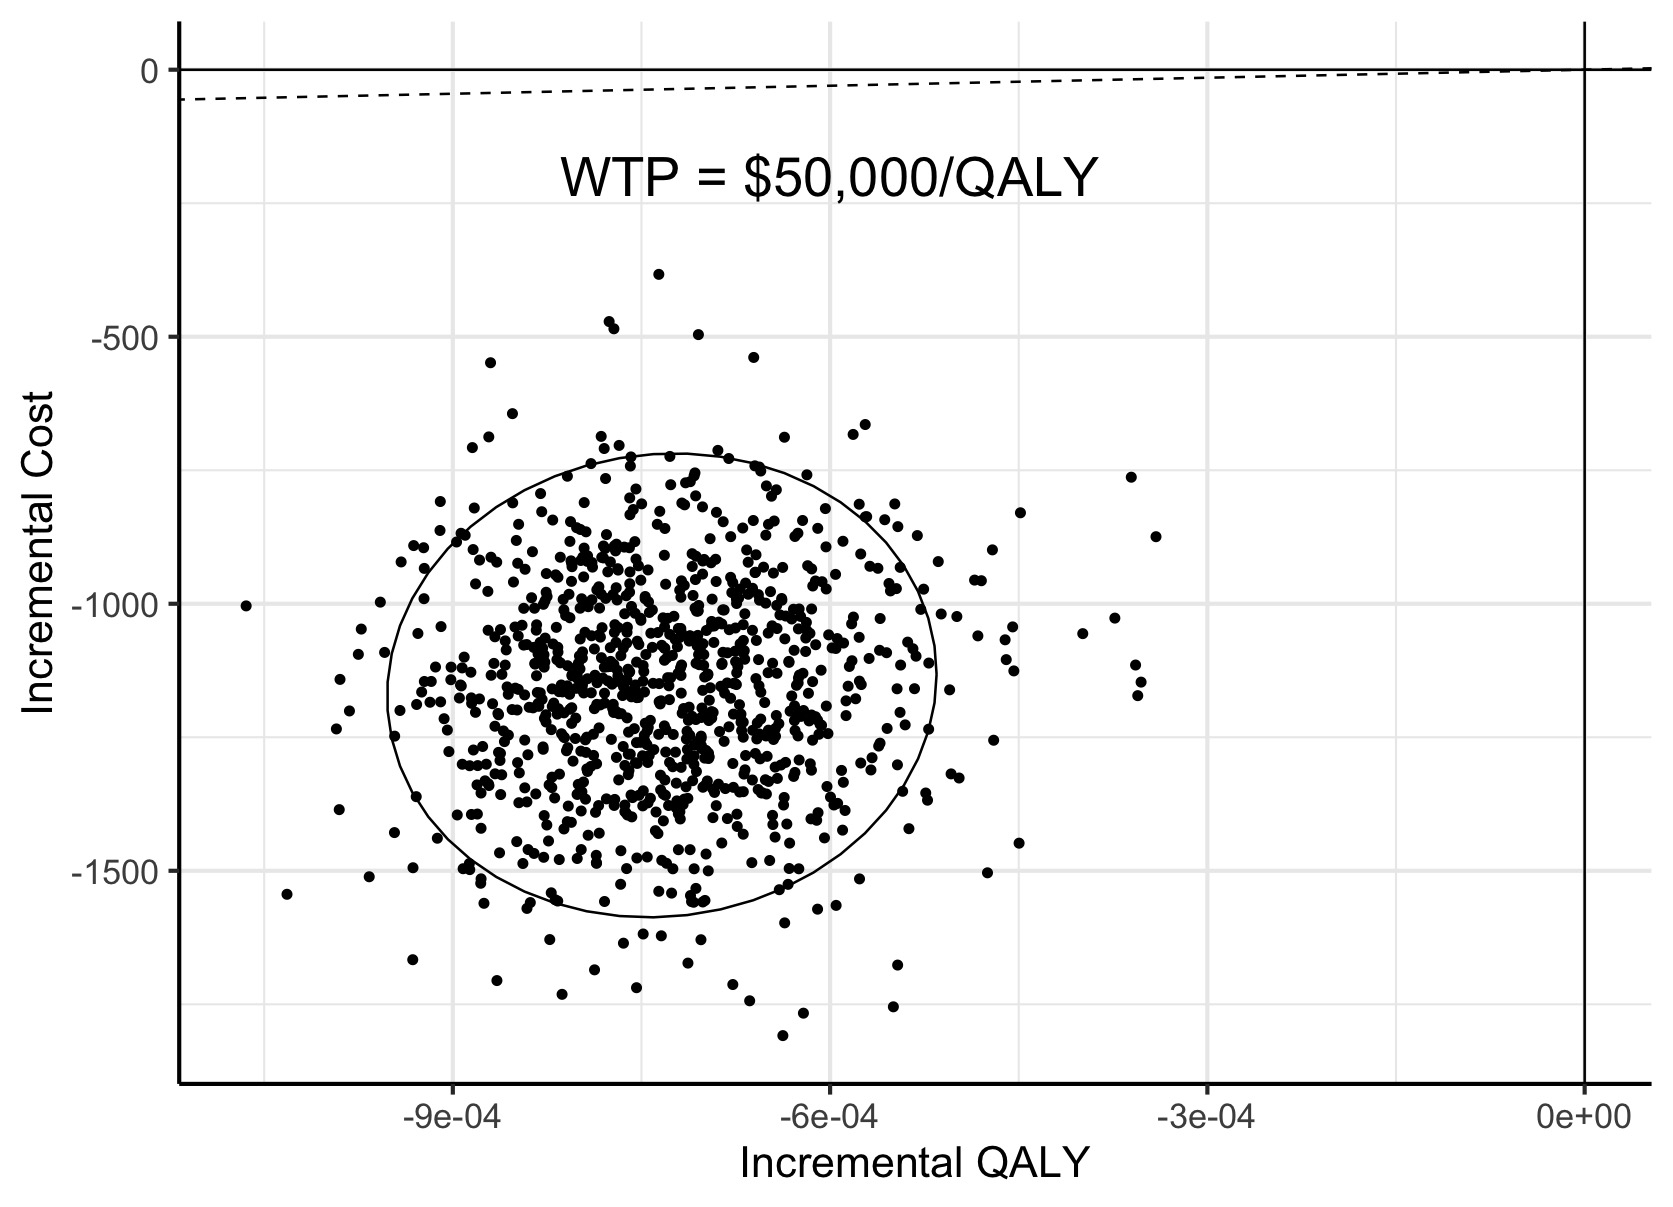 WTP = $50,000/QALY
Incremental Cost
0
-500
-1000
-1500
-9e-04 -6e-04 -3e-04 0e+00
Incremental QALY